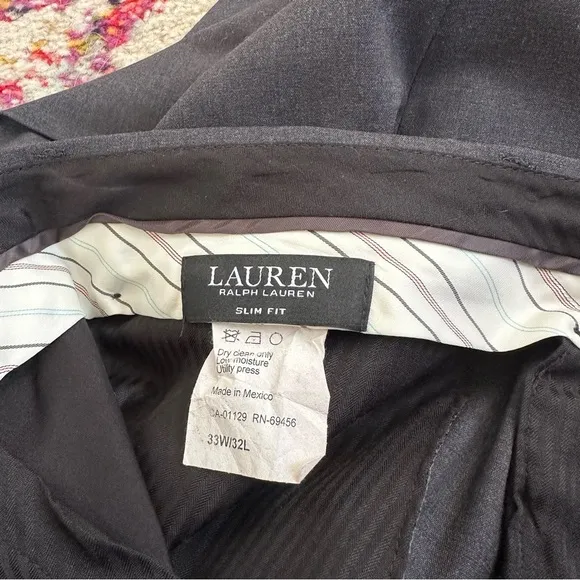 LAUREN
RALPH LAUREN
SLIM FIT
Dry clean only
Low moisture
Utility press
Made in Mexico
CA-01129 RN-69456
33W/32L